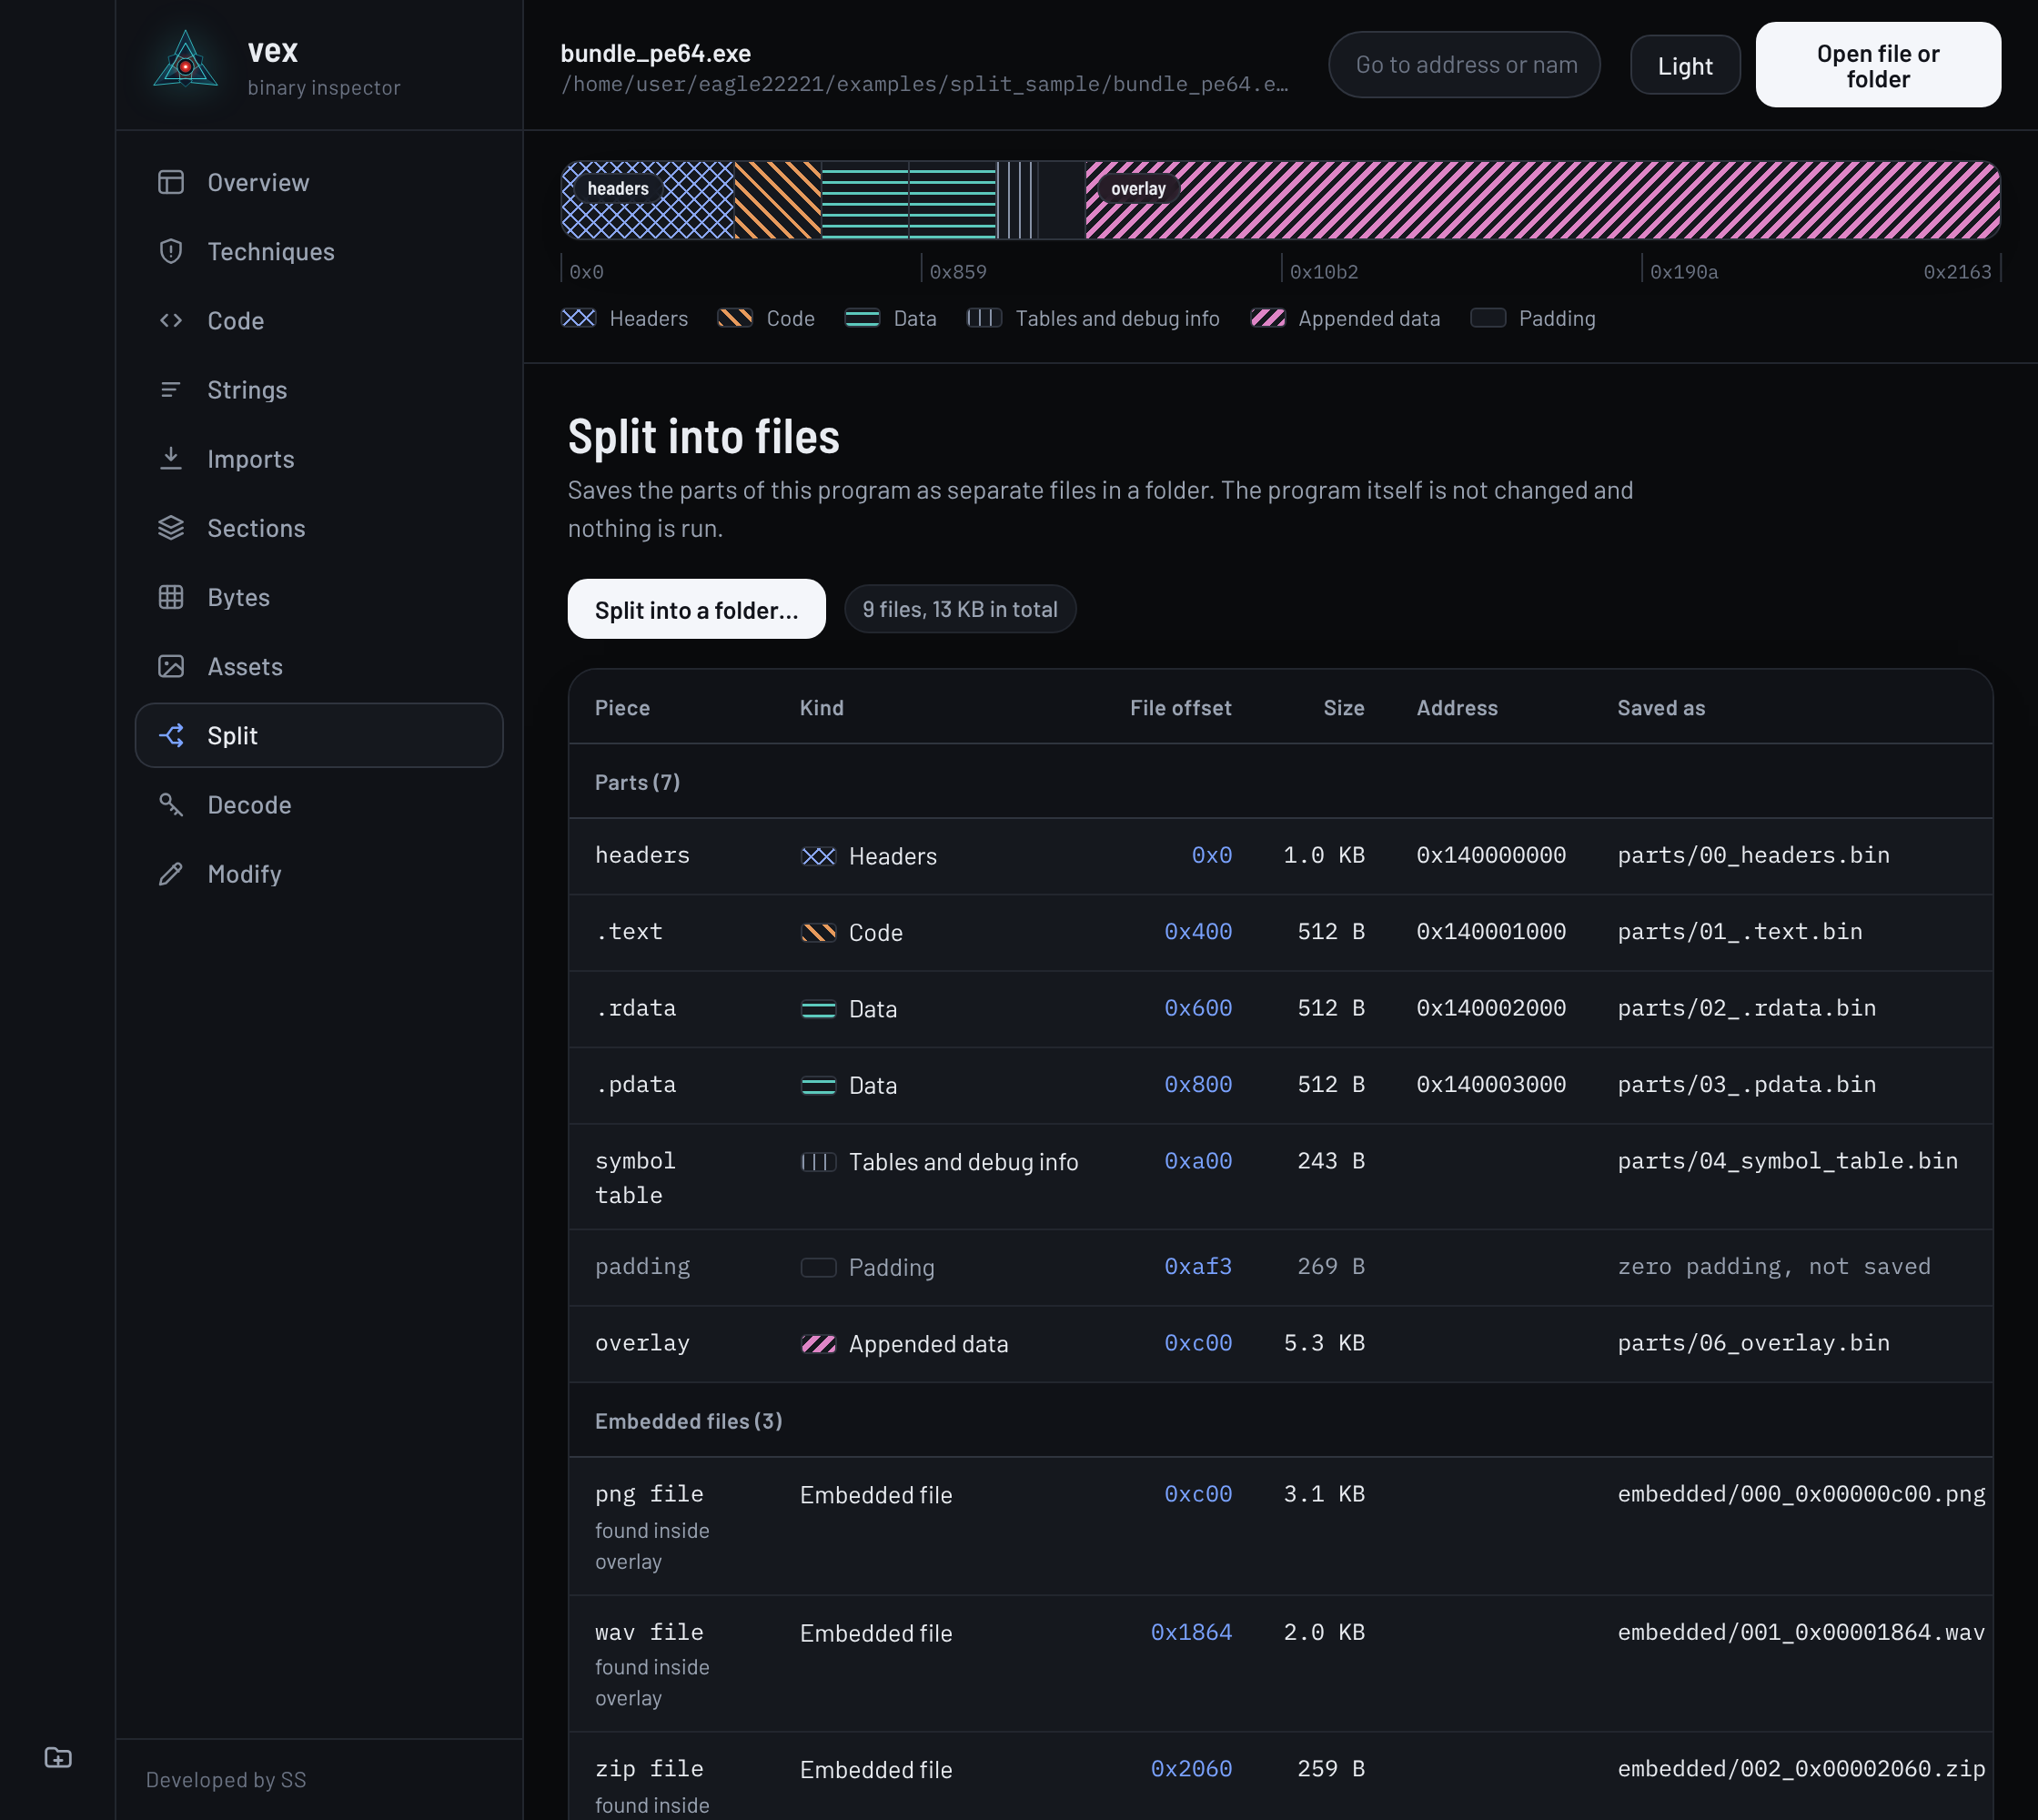 vex
binary inspector
bundle_pe64.exe
/home/user/eagle22221/examples/split_sample/bundle_pe64.e…
Go to address or nam
Light
Open file or
folder
Overview
Techniques
Code
Strings
Imports
Sections
Bytes
Assets
Split
Decode
Modify
Developed by SS
headers
overlay
0x0
0x859
0x10b2
0x190a
0x2163
Headers
Code
Data
Tables and debug info
Appended data
Padding
Split into files
Saves the parts of this program as separate files in a folder. The program itself is not changed and
nothing is run.
Split into a folder…
9 files, 13 KB in total
Piece Kind File offset Size Address Saved as
Parts (7)
headers Headers 0x0 1.0 KB 0x140000000 parts/00_headers.bin
.text Code 0x400 512 B 0x140001000 parts/01_.text.bin
.rdata Data 0x600 512 B 0x140002000 parts/02_.rdata.bin
.pdata Data 0x800 512 B 0x140003000 parts/03_.pdata.bin
symbol Tables and debug info 0xa00 243 B parts/04_symbol_table.bin
table
padding Padding 0xaf3 269 B zero padding, not saved
overlay Appended data 0xc00 5.3 KB parts/06_overlay.bin
Embedded files (3)
png file Embedded file 0xc00 3.1 KB embedded/000_0x00000c00.png
found inside
overlay
wav file Embedded file 0x1864 2.0 KB embedded/001_0x00001864.wav
found inside
overlay
zip file Embedded file 0x2060 259 B embedded/002_0x00002060.zip
found inside